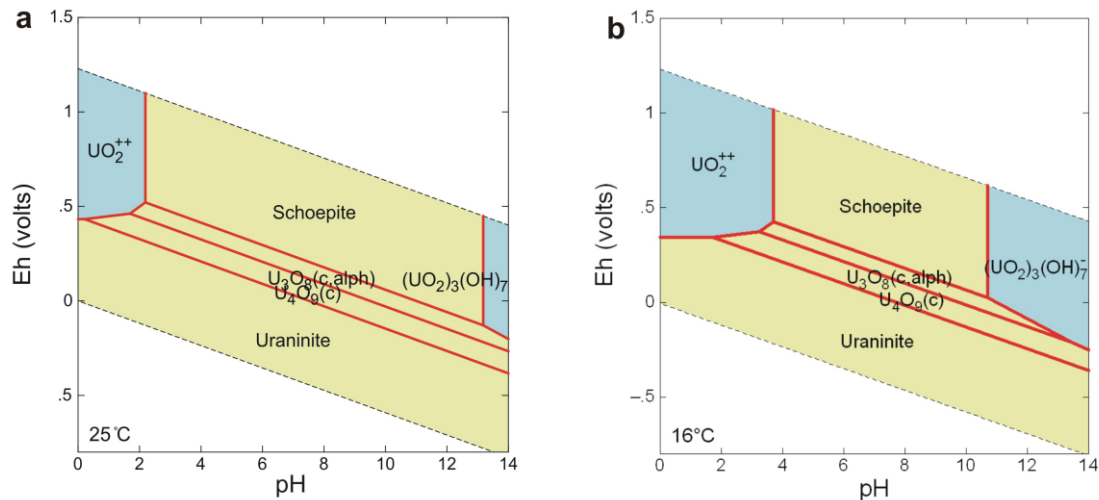 a
1.5
1
.5
0
.5
Eh (volts)
UO₂⁺⁺
Schoepite
U₃O₈(c,alph)
U₄O₉(c)
(UO₂)₃(OH)₇
Uraninite
25°C
0 2 4 6 8 10 12 14
pH
b
1.5
1
.5
0
-.5
Eh (volts)
UO₂⁺⁺
Schoepite
U₃O₈(c,alph)
U₄O₉(c)
(UO₂)₃(OH)₇⁻
Uraninite
16°C
0 2 4 6 8 10 12 14
pH